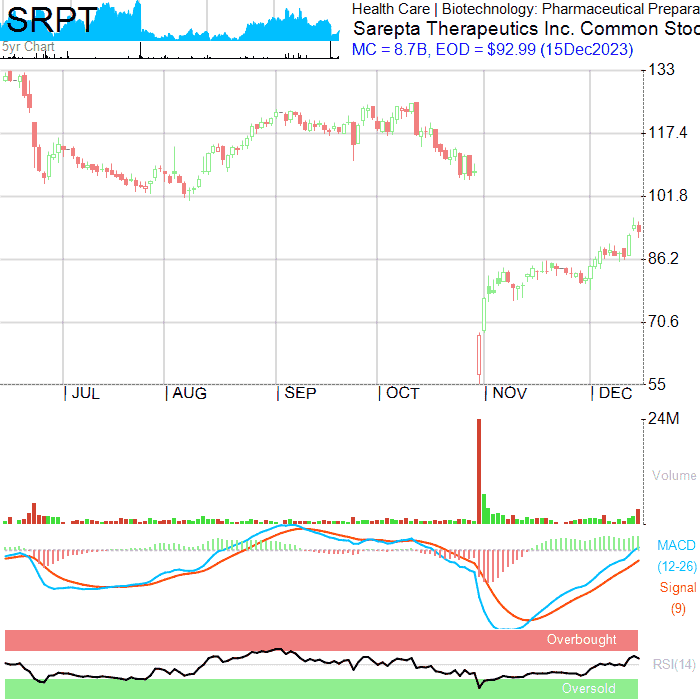 SRPT
5yr Chart
Health Care | Biotechnology: Pharmaceutical Prepara
Sarepta Therapeutics Inc. Common Stoc
MC = 8.7B, EOD = $92.99 (15Dec2023)
133
117.4
101.8
86.2
70.6
55
| JUL | AUG | SEP | OCT | NOV | DEC
24M
Volume
MACD
(12-26)
Signal
(9)
Overbought
RSI(14)
Oversold